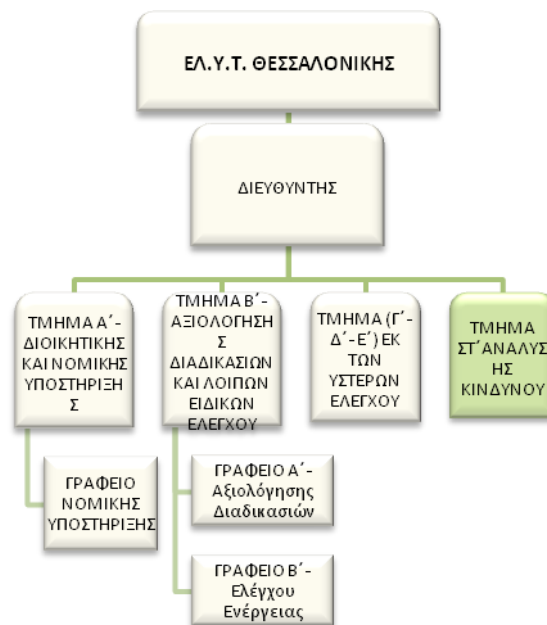 ΕΛ.Υ.Τ. ΘΕΣΣΑΛΟΝΙΚΗΣ
ΔΙΕΥΘΥΝΤΗΣ
ΤΜΗΜΑ Α΄-
ΔΙΟΙΚΗΤΙΚΗΣ
ΚΑΙ ΝΟΜΙΚΗΣ
ΥΠΟΣΤΗΡΙΞΗ
Σ
ΤΜΗΜΑ Β΄-
ΑΞΙΟΛΟΓΗΣΗ
Σ
ΔΙΑΔΙΚΑΣΙΩΝ
ΚΑΙ ΛΟΙΠΩΝ
ΕΙΔΙΚΩΝ
ΕΛΕΓΧΟΥ
ΤΜΗΜΑ (Γ΄-
Δ΄- Ε΄) ΕΚ
ΤΩΝ
ΥΣΤΕΡΩΝ
ΕΛΕΓΧΟΥ
ΤΜΗΜΑ
ΣΤ΄ΑΝΑΛΥΣ
ΗΣ
ΚΙΝΔΥΝΟΥ
ΓΡΑΦΕΙΟ
ΝΟΜΙΚΗΣ
ΥΠΟΣΤΗΡΙΞΗΣ
ΓΡΑΦΕΙΟ Α΄-
Αξιολόγησης
Διαδικασιών
ΓΡΑΦΕΙΟ Β΄-
Ελέγχου
Ενέργειας